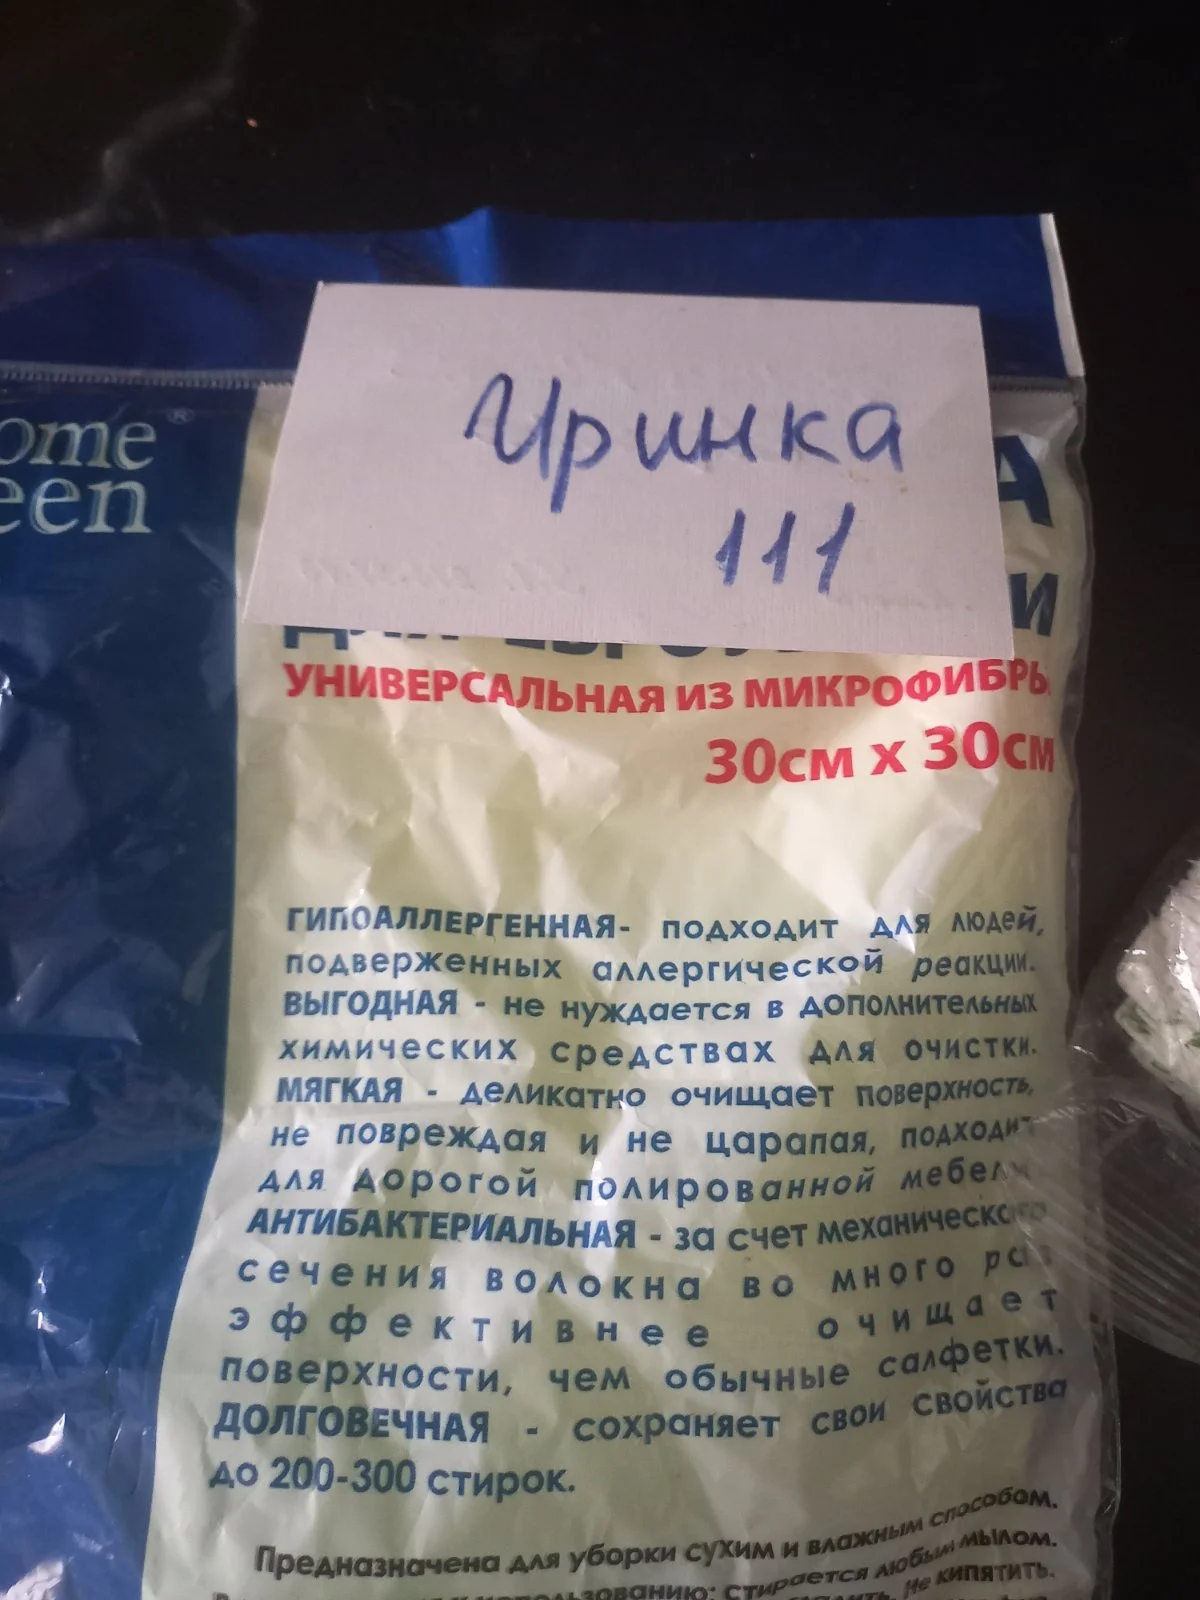 Иринка
111
ome®
een
А
И
УНИВЕРСАЛЬНАЯ ИЗ МИКРОФИБРЫ
30см х 30см
ГИПОАЛЛЕРГЕННАЯ- подходит для людей,
подверженных аллергической реакции.
ВЫГОДНАЯ - не нуждается в дополнительных
химических средствах для очистки.
МЯГКАЯ - деликатно очищает поверхность,
не повреждая и не царапая, подходит
для дорогой полированной мебели
АНТИБАКТЕРИАЛЬНАЯ - за счет механического
сечения волокна во много раз
эффективнее очищает
поверхности, чем обычные салфетки.
ДОЛГОВЕЧНАЯ - сохраняет свои свойства
до 200-300 стирок.
Предназначена для уборки сухим и влажным способом.
стирается любым мылом.
Не кипятить.